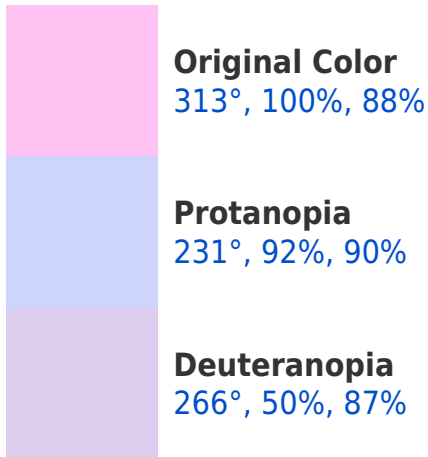 Original Color
313°, 100%, 88%
Protanopia
231°, 92%, 90%
Deuteranopia
266°, 50%, 87%